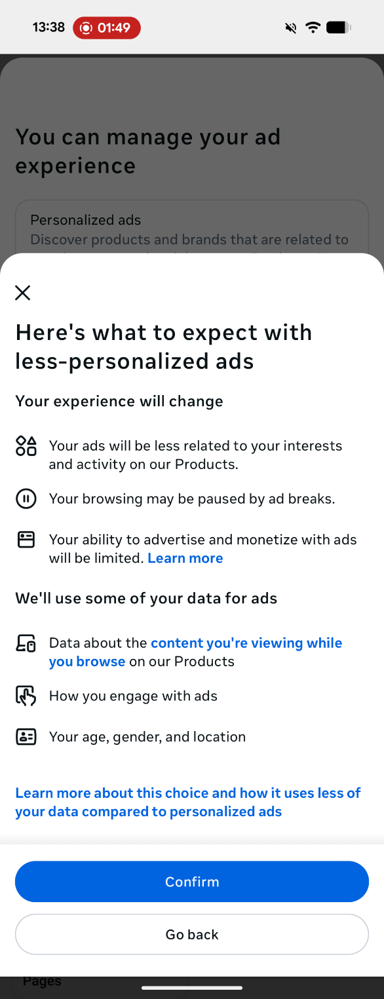 13:38
01:49
You can manage your ad
experience
Personalized ads
Discover products and brands that are related to
Here's what to expect with
less-personalized ads
Your experience will change
Your ads will be less related to your interests
and activity on our Products.
Your browsing may be paused by ad breaks.
Your ability to advertise and monetize with ads
will be limited. Learn more
We'll use some of your data for ads
Data about the content you're viewing while
you browse on our Products
How you engage with ads
Your age, gender, and location
Learn more about this choice and how it uses less of
your data compared to personalized ads
Confirm
Go back
Pages